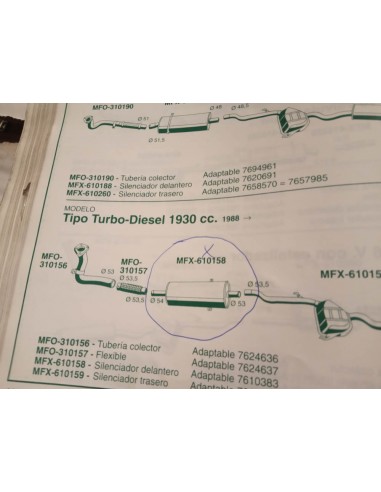 MFO-310190
Ø 51
Ø 51,5
Ø 46
Ø 46,5
MFO-310190 - Tubería colector Adaptable 7694961
MFX-610188 - Silenciador delantero Adaptable 7620691
MFX-610260 - Silenciador trasero Adaptable 7658570 = 7657985
MODELO
Tipo Turbo-Diesel 1930 cc. 1988 →
MFO-
310156
Ø 53
MFO-
310157
Ø 53,5
Ø 53,5
MFX-610158
Ø 54
Ø 53
Ø 53,5
MFX-6101
MFO-310156 - Tubería colector Adaptable 7624636
MFO-310157 - Flexible Adaptable 7624637
MFX-610158 - Silenciador delantero Adaptable 7610383
MFX-610159 - Silenciador trasero